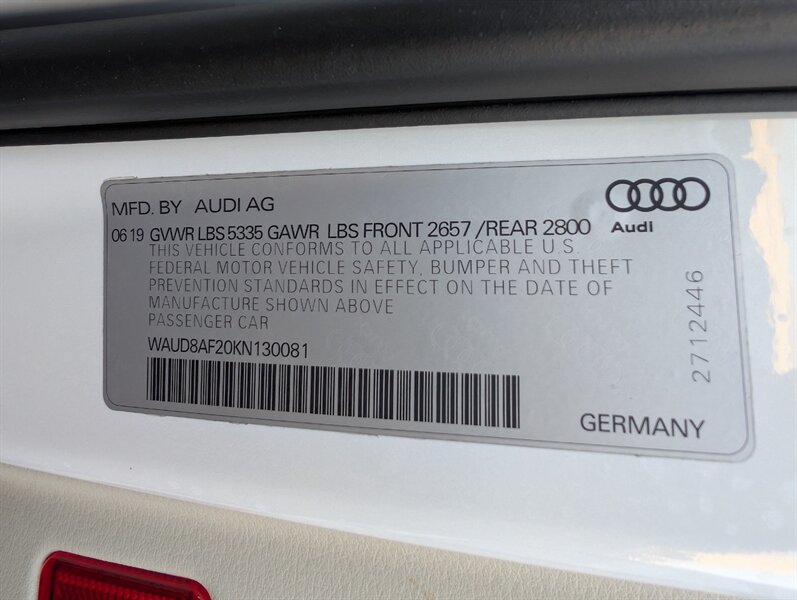 MFD. BY AUDI AG
Audi
06 19 GVWR LBS 5335 GAWR LBS FRONT 2657 /REAR 2800
THIS VEHICLE CONFORMS TO ALL APPLICABLE U.S.
FEDERAL MOTOR VEHICLE SAFETY, BUMPER AND THEFT
PREVENTION STANDARDS IN EFFECT ON THE DATE OF
MANUFACTURE SHOWN ABOVE
PASSENGER CAR
WAUD8AF20KN130081
2712446
GERMANY